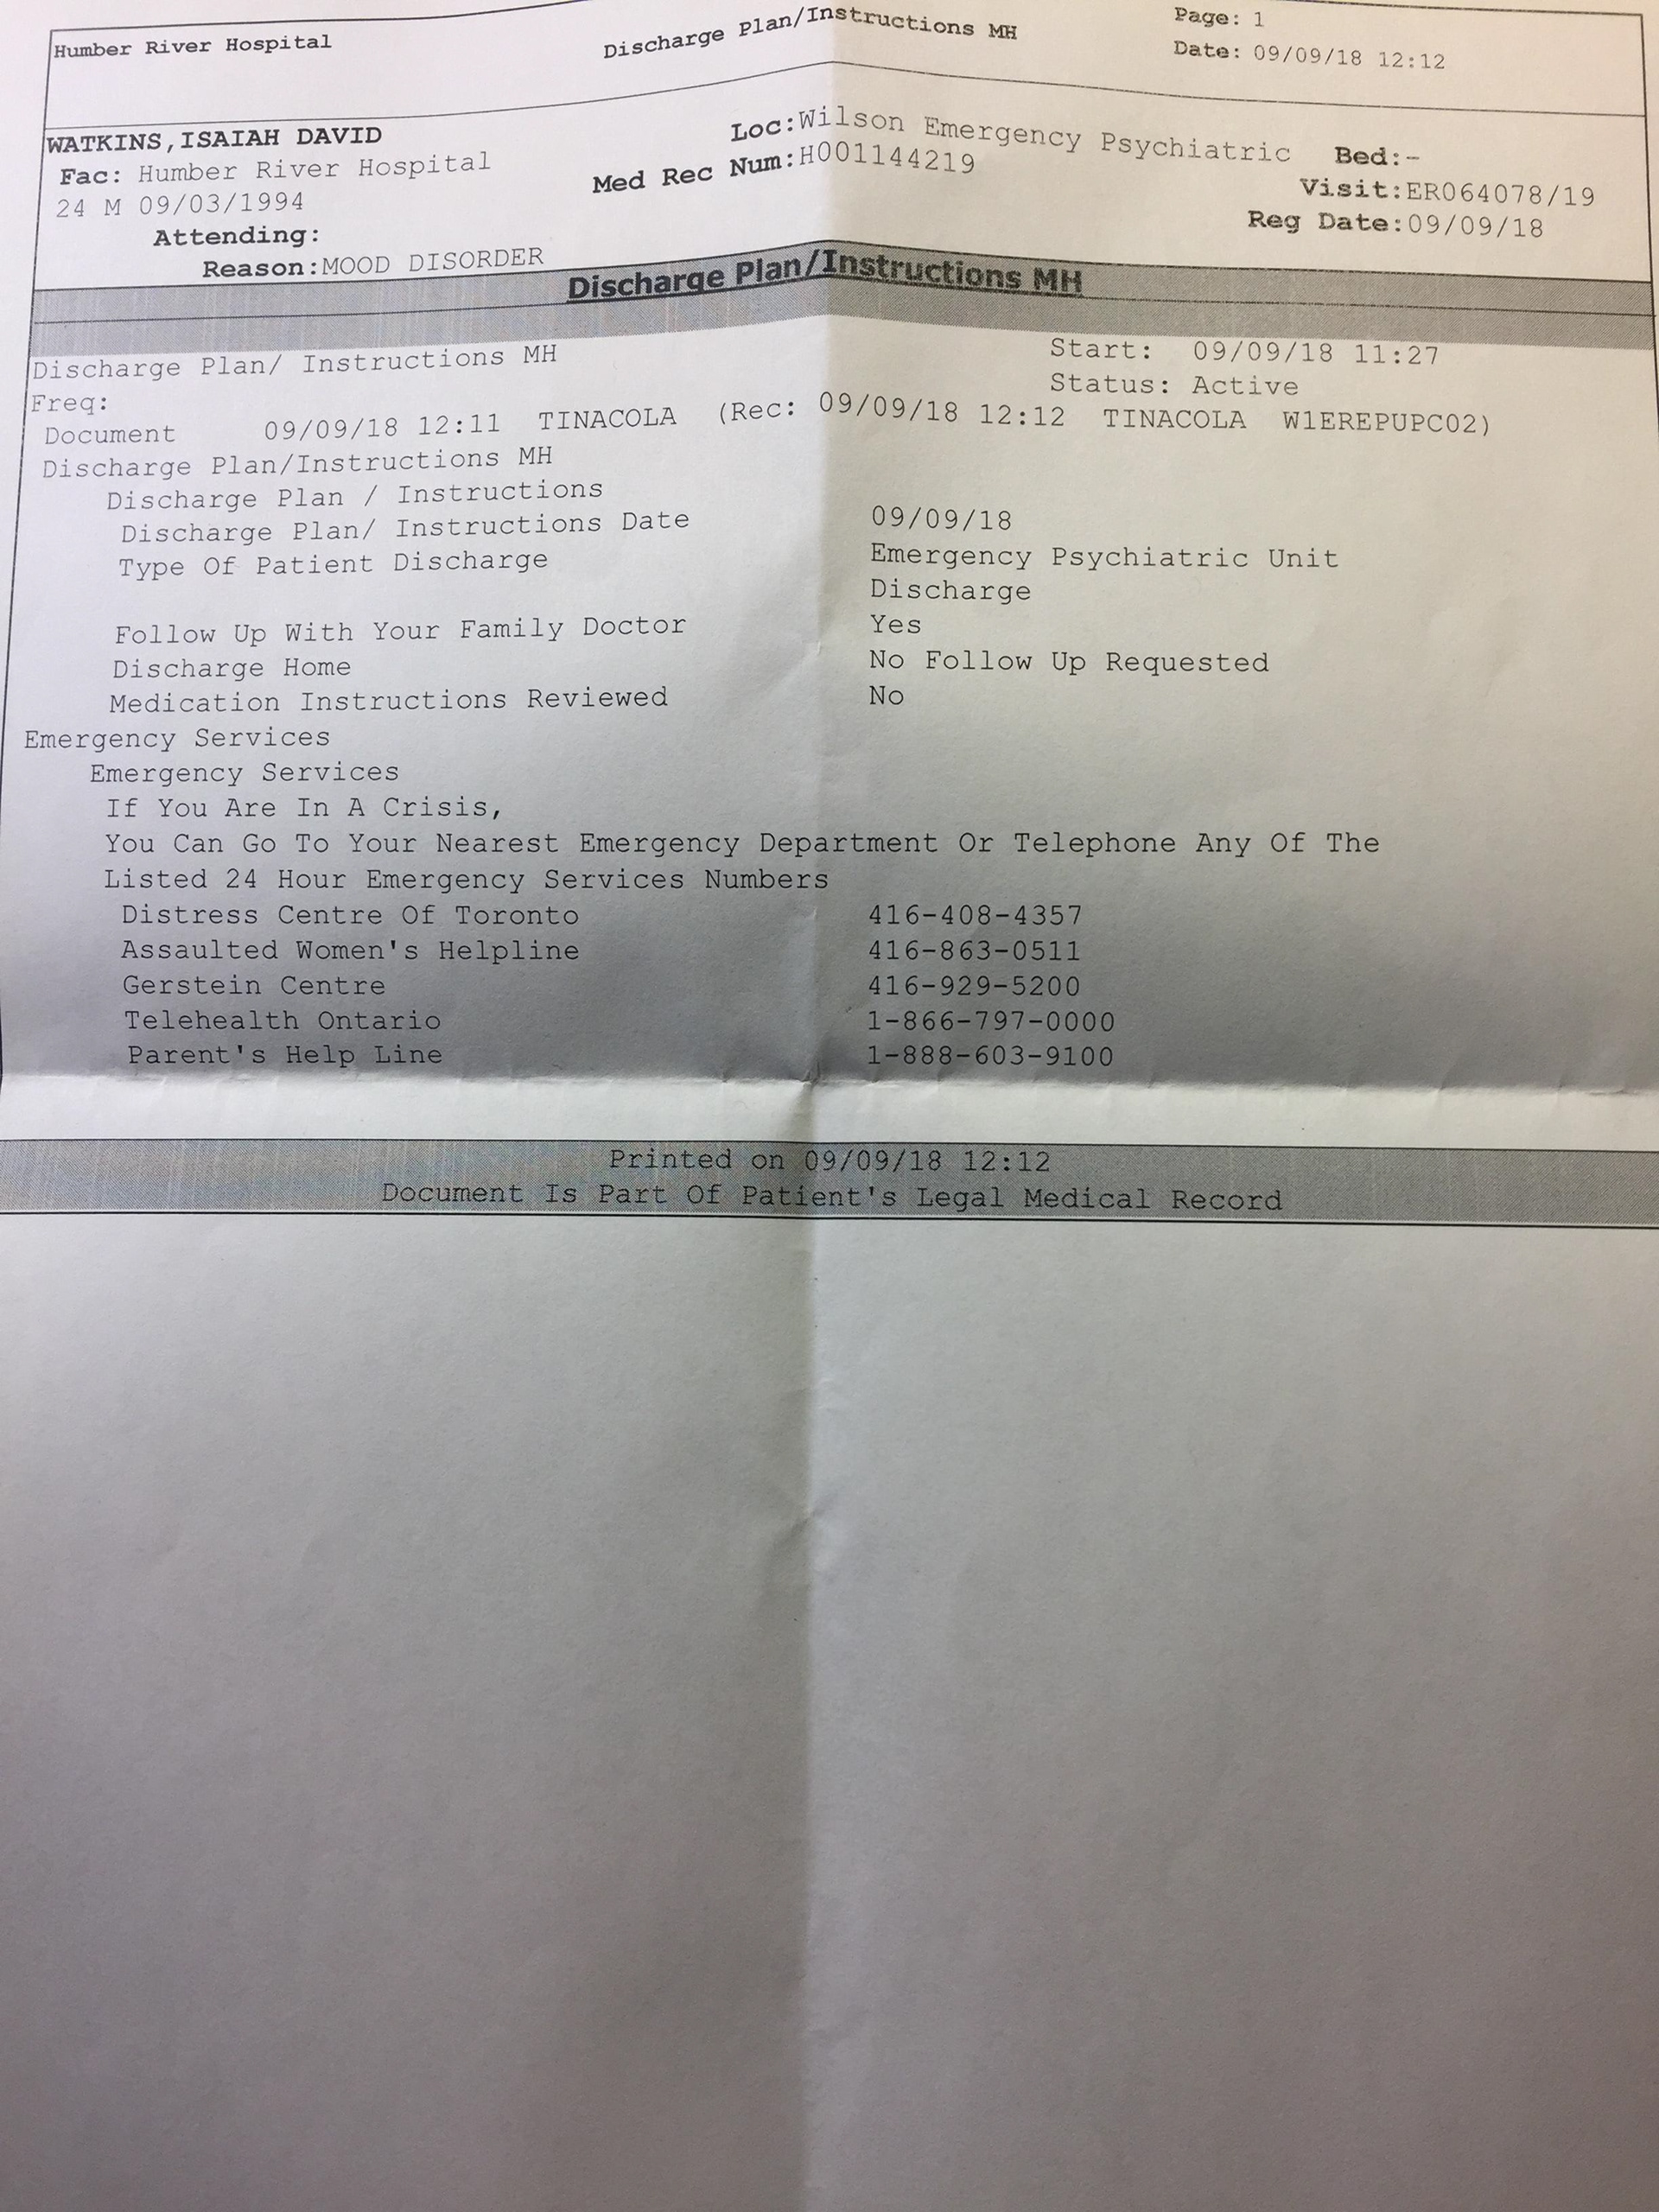 Humber River Hospital Discharge Plan/Instructions MH Page: 1
Date: 09/09/18 12:12
WATKINS,ISAIAH DAVID Loc:Wilson Emergency Psychiatric Bed:-
Fac: Humber River Hospital Med Rec Num:H001144219 Visit:ER064078/19
24 M 09/03/1994 Reg Date:09/09/18
Attending:
Reason:MOOD DISORDER
Discharge Plan/Instructions MH
Discharge Plan/ Instructions MH Start: 09/09/18 11:27
Freq: Status: Active
Document 09/09/18 12:11 TINACOLA (Rec: 09/09/18 12:12 TINACOLA W1EREPUPC02)
Discharge Plan/Instructions MH
Discharge Plan / Instructions
Discharge Plan/ Instructions Date 09/09/18
Type Of Patient Discharge Emergency Psychiatric Unit
Discharge
Follow Up With Your Family Doctor Yes
Discharge Home No Follow Up Requested
Medication Instructions Reviewed No
Emergency Services
Emergency Services
If You Are In A Crisis,
You Can Go To Your Nearest Emergency Department Or Telephone Any Of The
Listed 24 Hour Emergency Services Numbers
Distress Centre Of Toronto 416-408-4357
Assaulted Women's Helpline 416-863-0511
Gerstein Centre 416-929-5200
Telehealth Ontario 1-866-797-0000
Parent's Help Line 1-888-603-9100
Printed on 09/09/18 12:12
Document Is Part Of Patient's Legal Medical Record